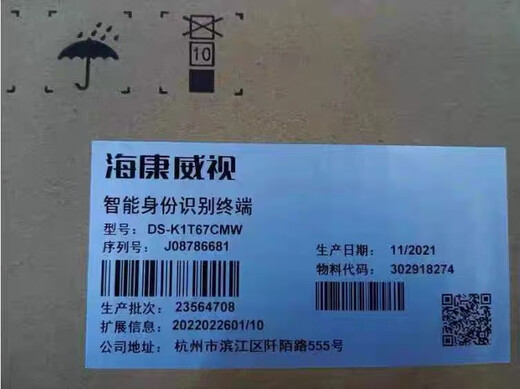 10
海康威视
智能身份识别终端
型号: DS-K1T67CMW
序列号: J08786681
生产日期: 11/2021
物料代码: 302918274
生产批次: 23564708
扩展信息: 2022022601/10
公司地址: 杭州市滨江区阡陌路555号